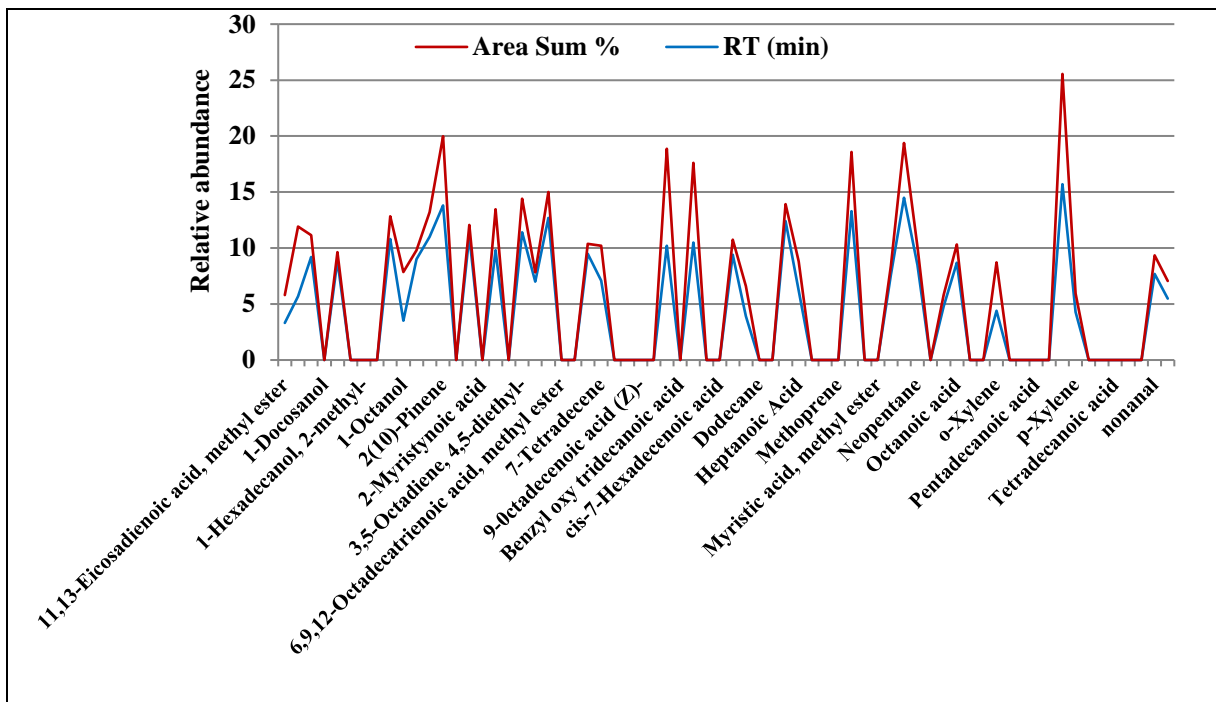 Relative abundance
30
25
20
15
10
5
0
Area Sum %
RT (min)
11,13-Eicosadienoic acid, methyl ester
1-Docosanol
1-Hexadecanol, 2-methyl-
1-Octanol
2(10)-Pinene
2-Myristynoic acid
3,5-Octadiene, 4,5-diethyl-
6,9,12-Octadecatrienoic acid, methyl ester
7-Tetradecene
9-0ctadecenoic acid (Z)-
Benzyl oxy trideccanoic acid
cis-7-Hexadecenoic acid
Dodecane
Heptanoic Acid
Methoprene
Myristic acid, methyl ester
Neopentane
Octanoic acid
o-Xylene
Pentadecanoic acid
p-Xylene
Tetradecanoic acid
nonanal